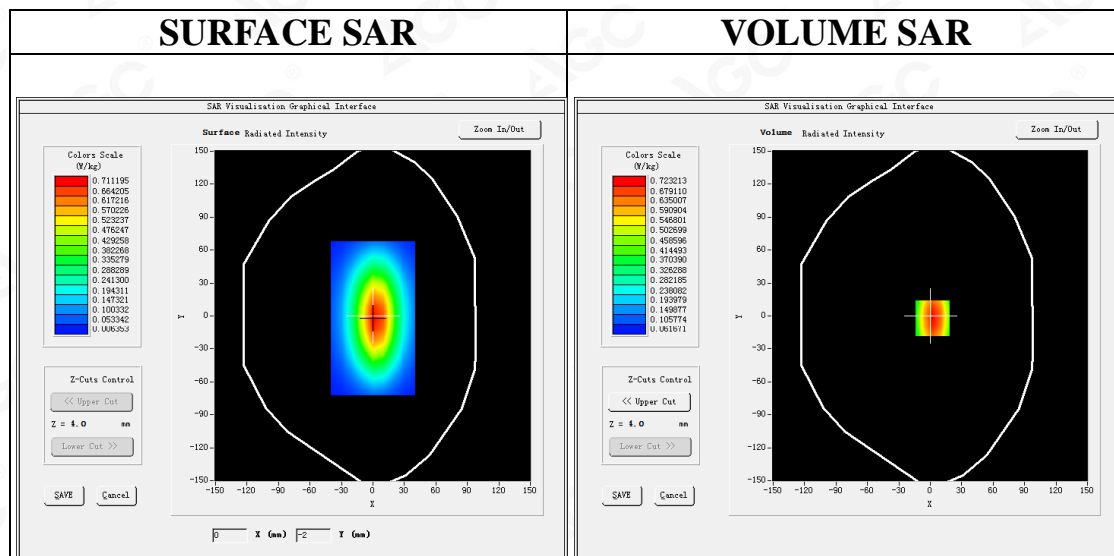 SURFACE SAR
VOLUME SAR
SAR Visualisation Graphical Interface
Surface Radiated Intensity
Zoom In/Out
Colors Scale
(W/kg)
0.711195
0.664205
0.617216
0.570226
0.523237
0.476247
0.429258
0.382268
0.335279
0.288289
0.241300
0.194311
0.147321
0.100332
0.053342
0.006353
150
120
90
60
30
0
-30
-60
-90
-120
-150
Y
-150 -120 -90 -60 -30 0 30 60 90 120 150
X
Z-Cuts Control
<< Upper Cut
Z = 4.0 mm
Lower Cut >>
SAVE
Cancel
0 X (mm) -2 Y (mm)
SAR Visualisation Graphical Interface
Volume Radiated Intensity
Zoom In/Out
Colors Scale
(W/kg)
0.723213
0.679110
0.635007
0.590904
0.546801
0.502699
0.458596
0.414493
0.370390
0.326288
0.282185
0.238082
0.193979
0.149877
0.105774
0.061671
150
120
90
60
30
0
-30
-60
-90
-120
-150
Y
-150 -120 -90 -60 -30 0 30 60 90 120 150
X
Z-Cuts Control
<< Upper Cut
Z = 4.0 mm
Lower Cut >>
SAVE
Cancel